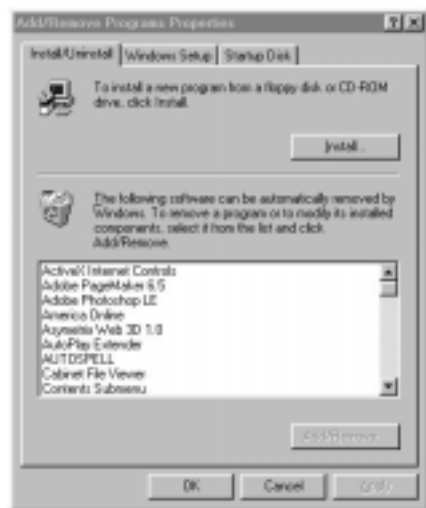 Add/Remove Programs Properties
Install/Uninstall Windows Setup Startup Disk
To install a new program from a floppy disk or CD-ROM
drive, click Install.
Install...
The following software can be automatically removed by
Windows. To remove a program or to modify its installed
components, select it from the list and click
Add/Remove.
ActiveX Internet Controls
Adobe PageMaker 6.5
Adobe Photoshop LE
America Online
Asymetrix Web 3D 1.0
AutoPlay Extender
AUTOSPELL
Cabinet File Viewer
Contents Submenu
Add/Remove...
OK Cancel Apply